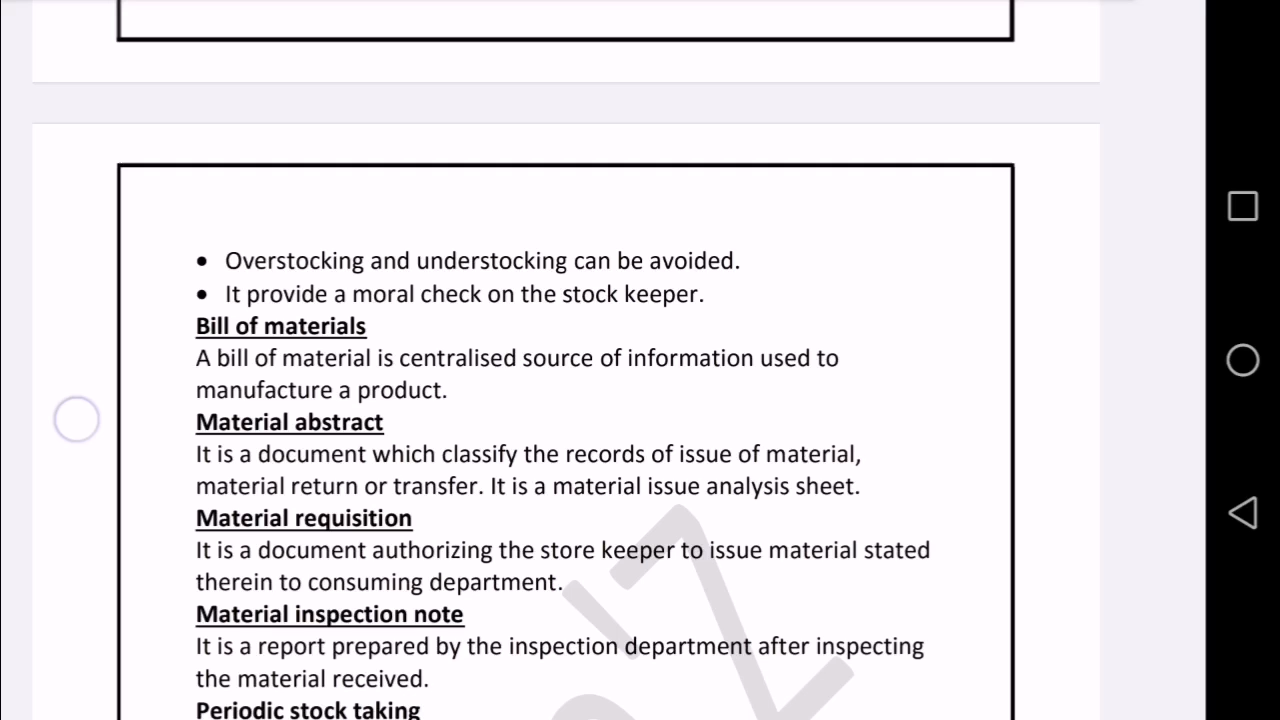 • Overstocking and understocking can be avoided.
• It provide a moral check on the stock keeper.
Bill of materials
A bill of material is centralised source of information used to
manufacture a product.
Material abstract
It is a document which classify the records of issue of material,
material return or transfer. It is a material issue analysis sheet.
Material requisition
It is a document authorizing the store keeper to issue material stated
therein to consuming department.
Material inspection note
It is a report prepared by the inspection department after inspecting
the material received.
Periodic stock taking